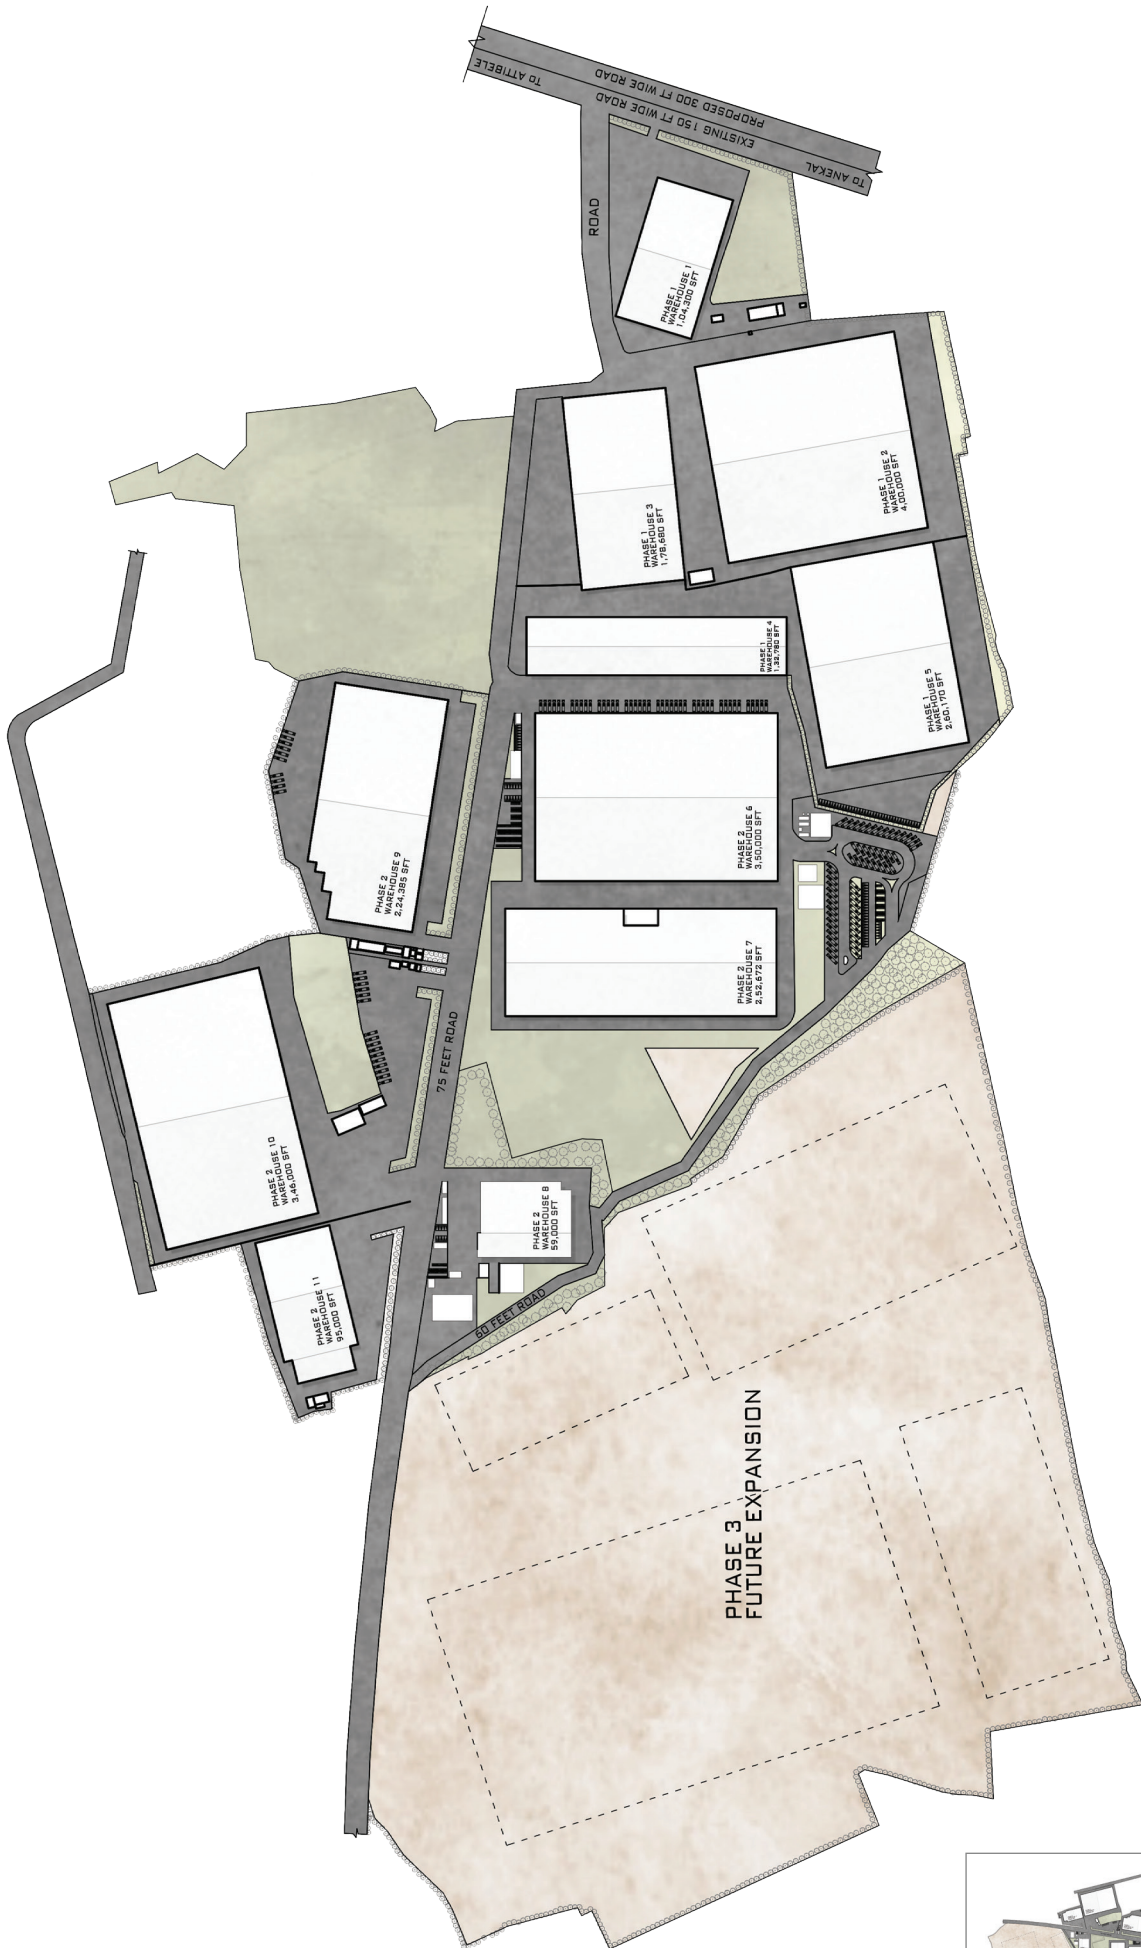 TO ATTIBELE
PROPOSED 300 FT WIDE ROAD
EXISTING 150 FT WIDE ROAD
TO ANEKAL
ROAD
PHASE 1
WAREHOUSE 1
1,04,300 SFT
PHASE 1
WAREHOUSE 2
4,00,000 SFT
PHASE 1
WAREHOUSE 3
1,78,680 SFT
PHASE 1
WAREHOUSE 4
1,32,780 SFT
PHASE 1
WAREHOUSE 5
2,60,170 SFT
PHASE 2
WAREHOUSE 6
3,50,000 SFT
PHASE 2
WAREHOUSE 9
2,24,385 SFT
PHASE 2
WAREHOUSE 7
2,52,672 SFT
75 FEET ROAD
PHASE 2
WAREHOUSE 10
3,46,000 SFT
PHASE 2
WAREHOUSE 8
59,000 SFT
PHASE 2
WAREHOUSE 11
95,000 SFT
60 FEET ROAD
PHASE 3
FUTURE EXPANSION